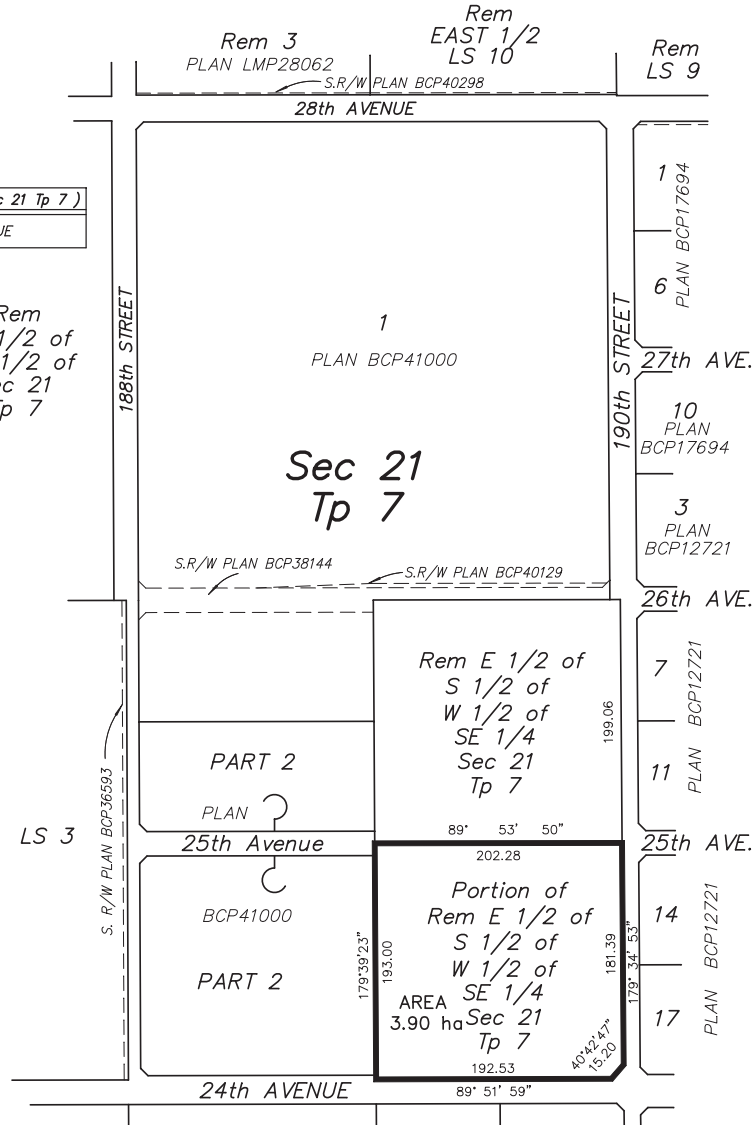 Rem 3
PLAN LMP28062
Rem
EAST 1/2
LS 10
Rem
LS 9
S.R/W PLAN BCP40298
28th AVENUE
21 Tp 7 )
1
PLAN BCP17694
6
Rem
1/2 of
1/2 of
21
7
188th STREET
1
PLAN BCP41000
190th STREET
27th AVE.
10
PLAN
BCP17694
Sec 21
Tp 7
3
PLAN
BCP12721
S.R/W PLAN BCP38144
S.R/W PLAN BCP40129
26th AVE.
Rem E 1/2 of
S 1/2 of
W 1/2 of
SE 1/4
Sec 21
Tp 7
199.06
7
11
PLAN BCP12721
PART 2
PLAN
S. R/W PLAN BCP36593
LS 3
25th Avenue
89° 53' 50"
202.28
25th AVE.
BCP41000
PART 2
179°39'23"
193.00
Portion of
Rem E 1/2 of
S 1/2 of
W 1/2 of
SE 1/4
Sec 21
Tp 7
AREA
3.90 ha
181.39
179° 34' 53"
40°42'47"
15.20
14
17
PLAN BCP12721
192.53
24th AVENUE
89° 51' 59"